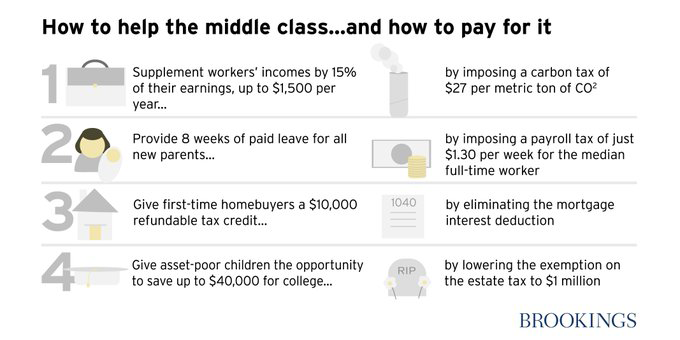 How to help the middle class...and how to pay for it
1
Supplement workers' incomes by 15%
of their earnings, up to $1,500 per
year...
by imposing a carbon tax of
$27 per metric ton of CO²
2
Provide 8 weeks of paid leave for all
new parents...
by imposing a payroll tax of just
$1.30 per week for the median
full-time worker
3
Give first-time homebuyers a $10,000
refundable tax credit...
1040
by eliminating the mortgage
interest deduction
4
Give asset-poor children the opportunity
to save up to $40,000 for college...
RIP
by lowering the exemption on
the estate tax to $1 million
BROOKINGS